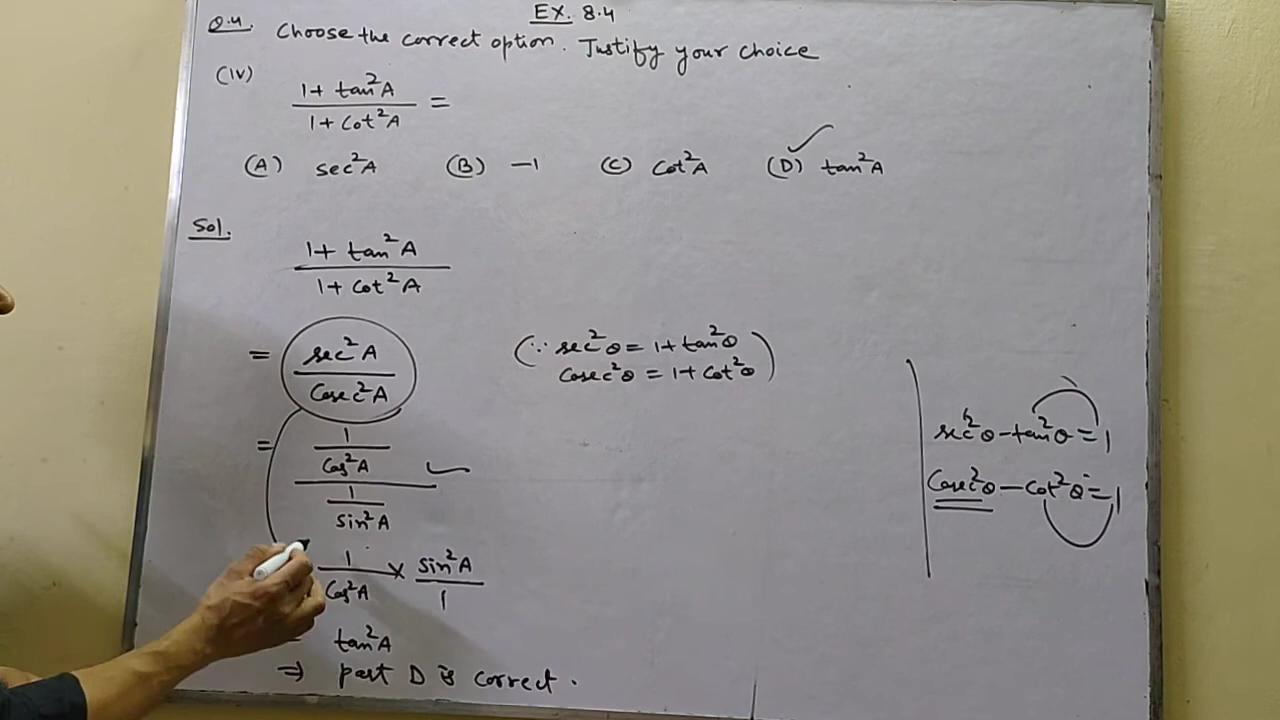 EX. 8.4
Q.4. Choose the correct option. Justify your choice
(iv) 1 + tan²A / 1 + cot²A =
(A) sec²A (B) -1 (C) cot²A (D) tan²A
Sol.
1 + tan²A / 1 + cot²A
= sec²A / Cosec²A
(∵ sec²θ = 1 + tan²θ
Cosec²θ = 1 + cot²θ)
= 1/Cos²A / 1/sin²A
1/Cos²A × sin²A/1
tan²A
⇒ part D is correct.
sec²θ - tan²θ = 1
Cosec²θ - cot²θ = 1